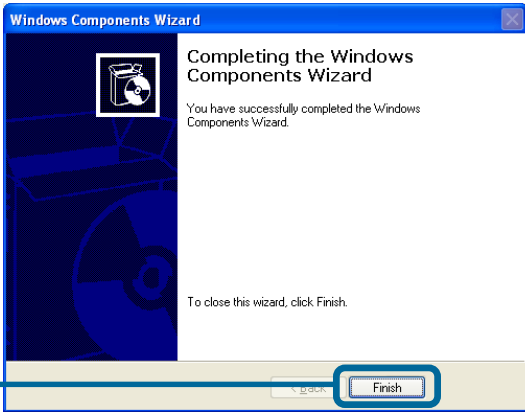 Windows Components Wizard
Completing the Windows
Components Wizard
You have successfully completed the Windows
Components Wizard.
To close this wizard, click Finish.
< Back
Finish